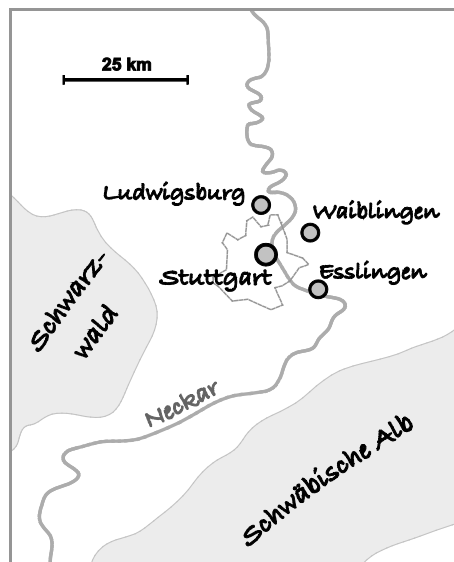 25 km
Ludwigsburg
Waiblingen
Stuttgart
Esslingen
Schwarz-
wald
Neckar
Schwäbische Alb